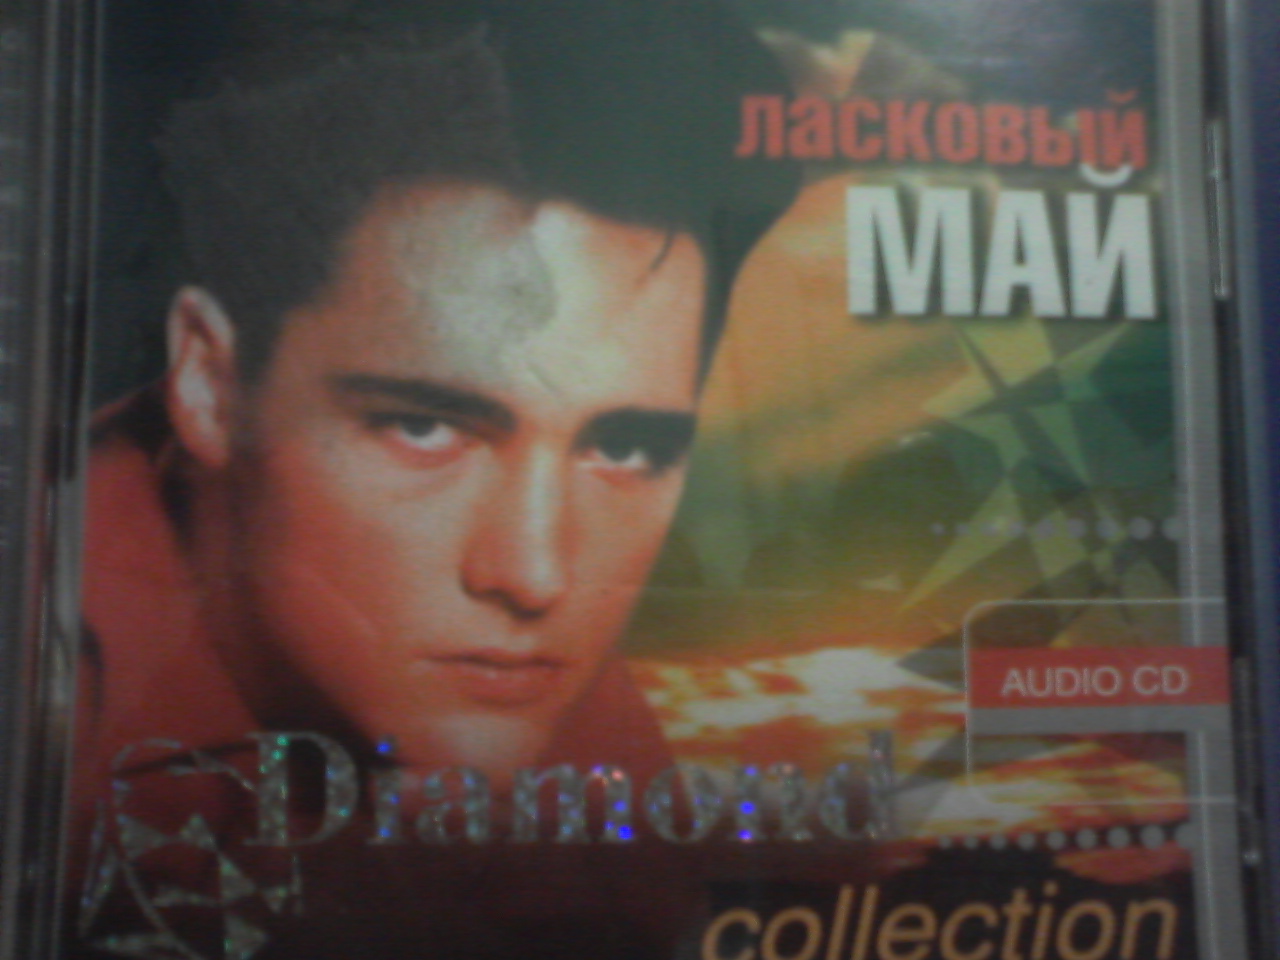 ласковый
МАЙ
AUDIO CD
Diamond
collection